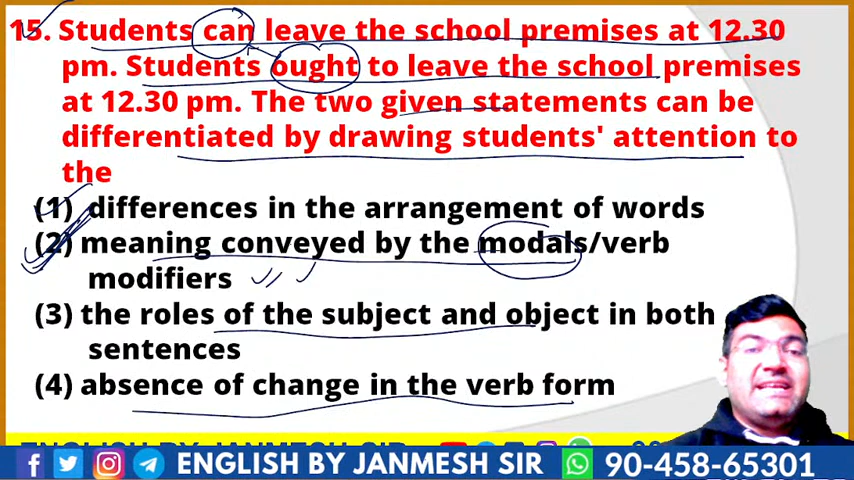 15. Students can leave the school premises at 12.30
pm. Students ought to leave the school premises
at 12.30 pm. The two given statements can be
differentiated by drawing students' attention to
the
(1) differences in the arrangement of words
(2) meaning conveyed by the modals/verb
modifiers
(3) the roles of the subject and object in both
sentences
(4) absence of change in the verb form
ENGLISH BY JANMESH SIR
ENGLISH BY JANMESH SIR 90-458-65301